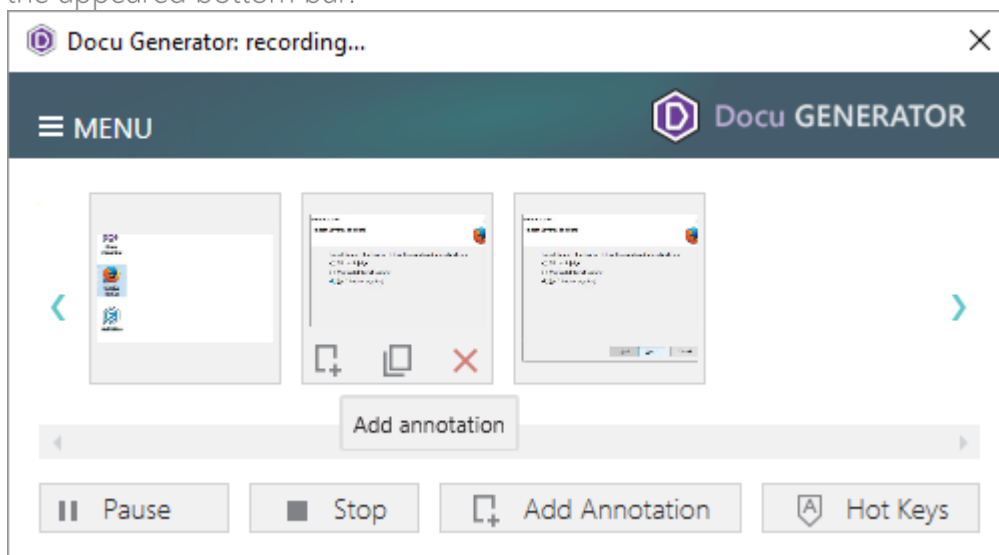 the appeared bottom bar.
Docu Generator: recording...
MENU
Docu GENERATOR
Add annotation
Pause
Stop
Add Annotation
Hot Keys